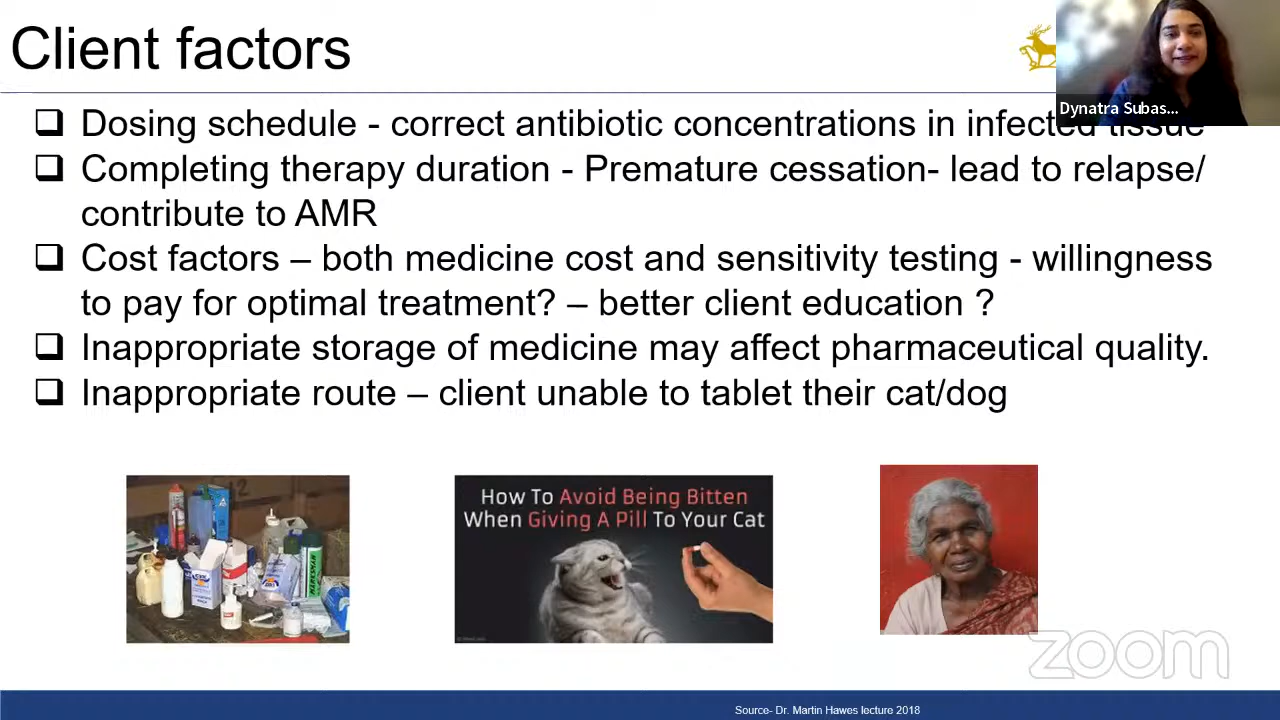 Client factors
Dynatra Subas...
❑ Dosing schedule - correct antibiotic concentrations in infected tissue
❑ Completing therapy duration - Premature cessation- lead to relapse/
contribute to AMR
❑ Cost factors – both medicine cost and sensitivity testing - willingness
to pay for optimal treatment? – better client education ?
❑ Inappropriate storage of medicine may affect pharmaceutical quality.
❑ Inappropriate route – client unable to tablet their cat/dog
How To Avoid Being Bitten
When Giving A Pill To Your Cat
zoom
Source- Dr. Martin Hawes lecture 2018